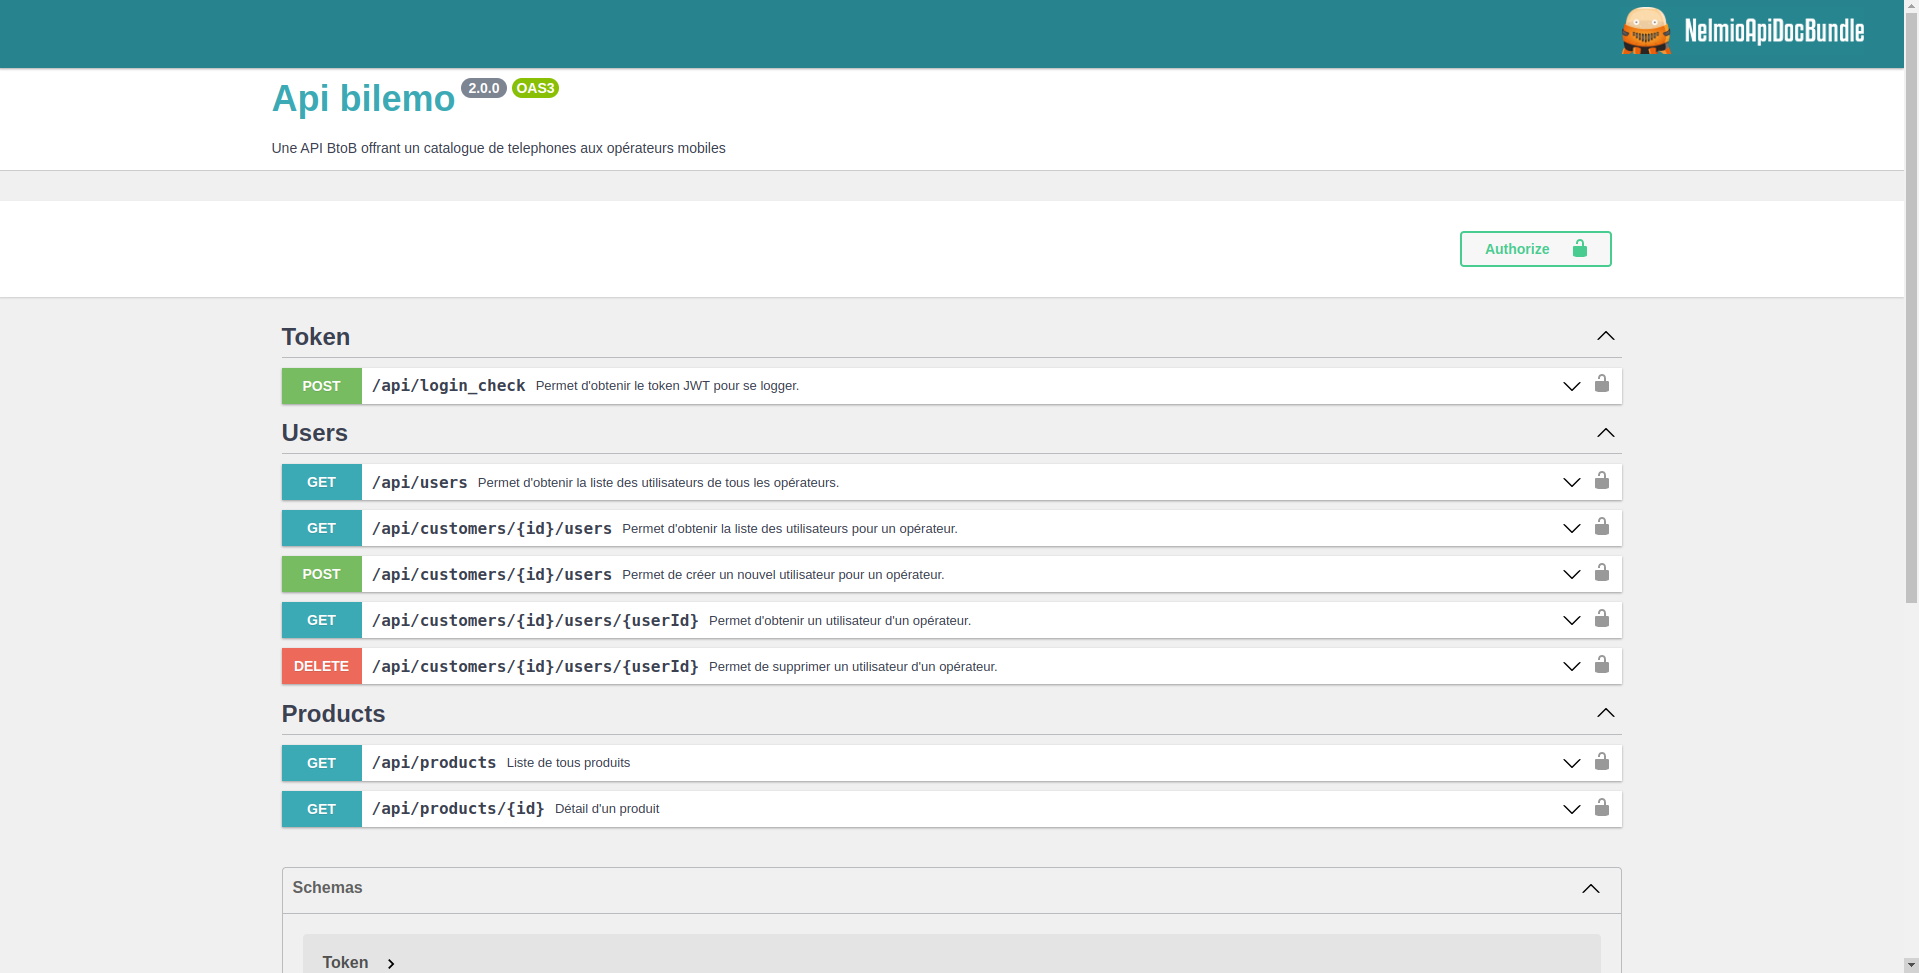 NelmioApiDocBundle
Api bilemo 2.0.0 OAS3
Une API BtoB offrant un catalogue de telephones aux opérateurs mobiles
Authorize
Token
POST /api/login_check Permet d'obtenir le token JWT pour se logger.
Users
GET /api/users Permet d'obtenir la liste des utilisateurs de tous les opérateurs.
GET /api/customers/{id}/users Permet d'obtenir la liste des utilisateurs pour un opérateur.
POST /api/customers/{id}/users Permet de créer un nouvel utilisateur pour un opérateur.
GET /api/customers/{id}/users/{userId} Permet d'obtenir un utilisateur d'un opérateur.
DELETE /api/customers/{id}/users/{userId} Permet de supprimer un utilisateur d'un opérateur.
Products
GET /api/products Liste de tous produits
GET /api/products/{id} Détail d'un produit
Schemas
Token